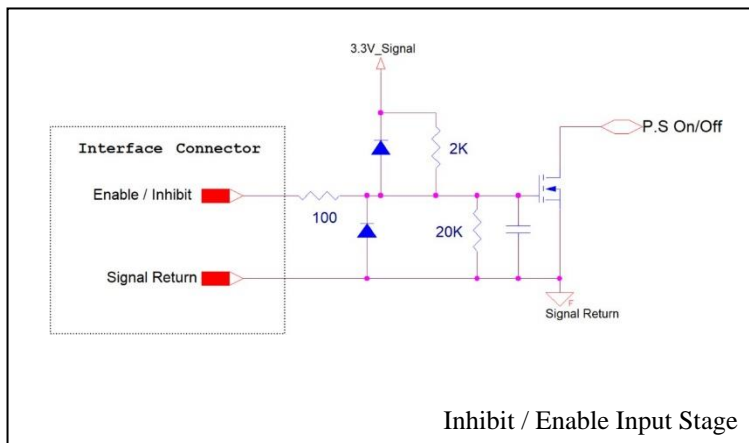 3.3V_Signal
P.S On/Off
Interface Connector
2K
Enable / Inhibit
100
20K
Signal Return
F
Signal Return
Inhibit / Enable Input Stage